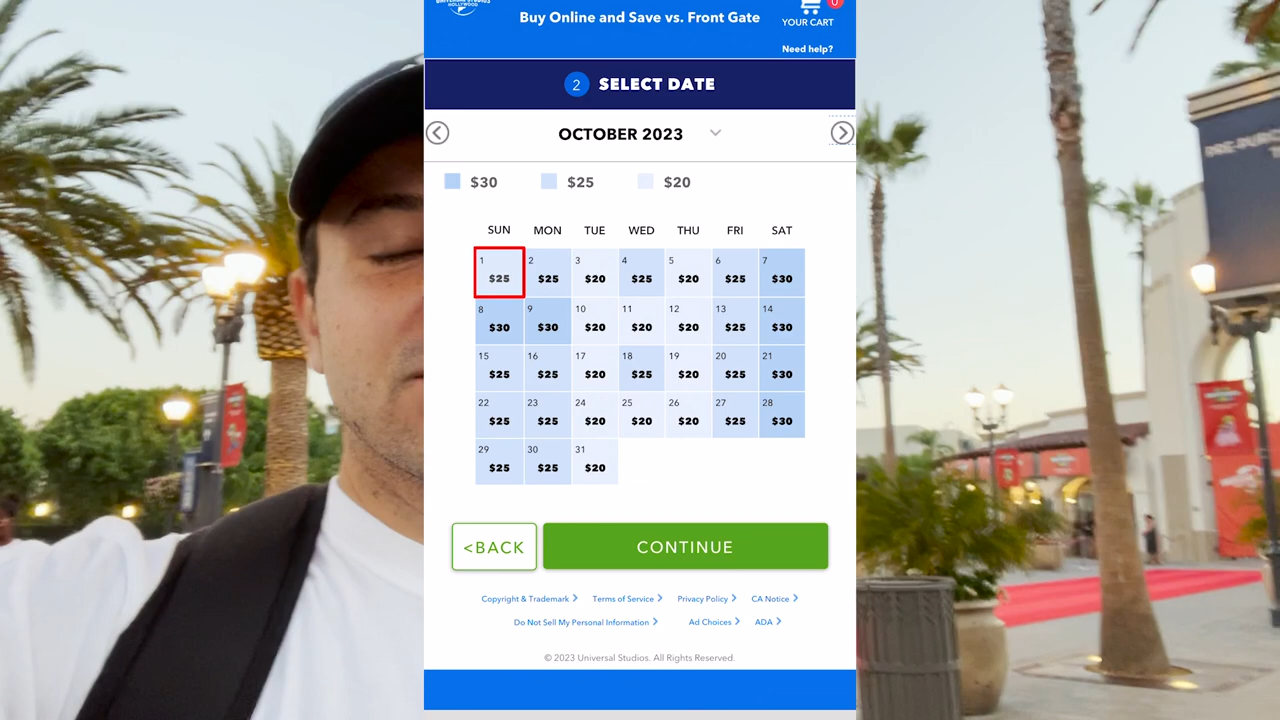 UNIVERSAL STUDIOS
HOLLYWOOD
Buy Online and Save vs. Front Gate
0
YOUR CART
Need help?
2 SELECT DATE
OCTOBER 2023
$30 $25 $20
SUN MON TUE WED THU FRI SAT
1 2 3 4 5 6 7
$25 $25 $20 $25 $20 $25 $30
8 9 10 11 12 13 14
$30 $30 $20 $20 $20 $25 $30
15 16 17 18 19 20 21
$25 $25 $20 $25 $20 $25 $30
22 23 24 25 26 27 28
$25 $25 $20 $20 $20 $25 $30
29 30 31
$25 $25 $20
<BACK CONTINUE
Copyright & Trademark Terms of Service Privacy Policy CA Notice
Do Not Sell My Personal Information Ad Choices ADA
© 2023 Universal Studios. All Rights Reserved.